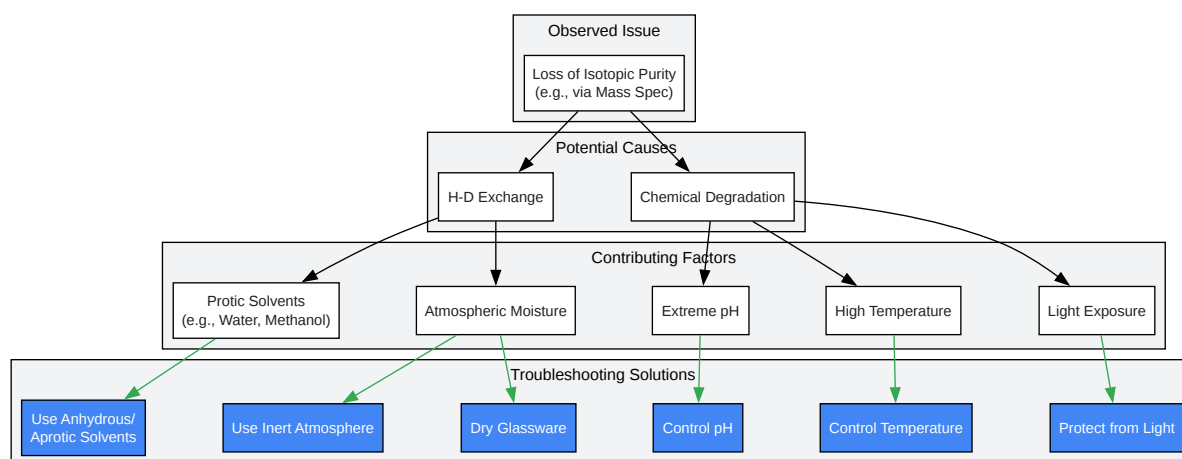 Observed Issue
Loss of Isotopic Purity
(e.g., via Mass Spec)
Potential Causes
H-D Exchange
Chemical Degradation
Contributing Factors
Protic Solvents
(e.g., Water, Methanol)
Atmospheric Moisture
Extreme pH
High Temperature
Light Exposure
Troubleshooting Solutions
Use Anhydrous/
Aprotic Solvents
Use Inert Atmosphere
Dry Glassware
Control pH
Control Temperature
Protect from Light